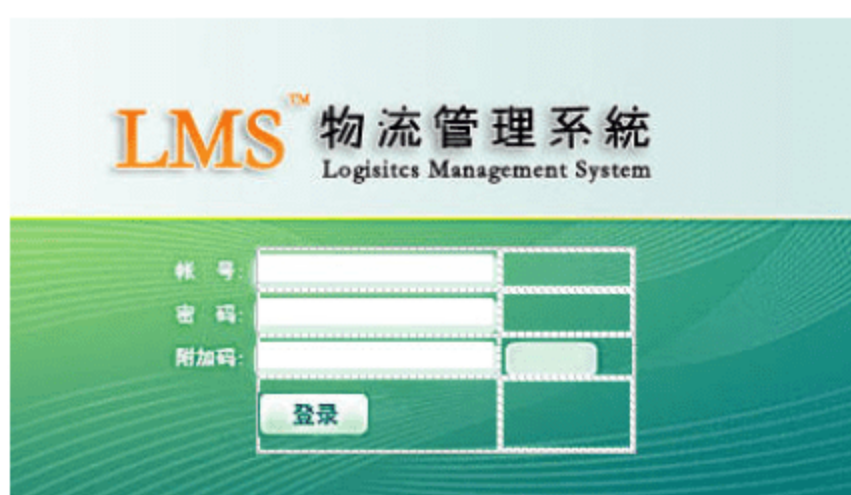 LMS™ 物流管理系統
Logisitcs Management System
帐 号:
密 码:
附加码:
登录